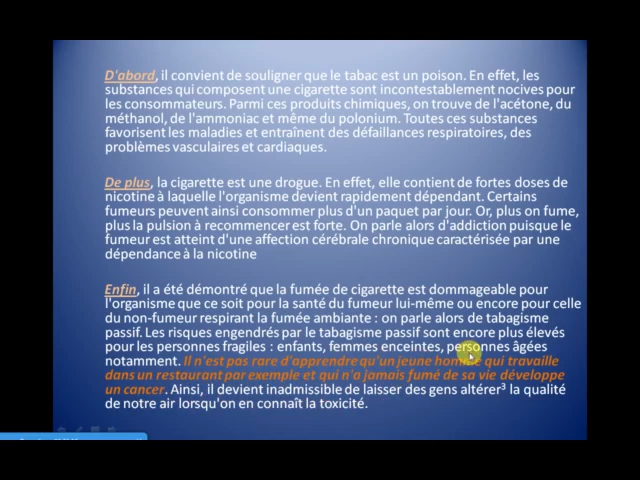 D'abord, il convient de souligner que le tabac est un poison. En effet, les
substances qui composent une cigarette sont incontestablement nocives pour
les consommateurs. Parmi ces produits chimiques, on trouve de l'acétone, du
méthanol, de l'ammoniac et même du polonium. Toutes ces substances
favorisent les maladies et entraînent des défaillances respiratoires, des
problèmes vasculaires et cardiaques.
De plus, la cigarette est une drogue. En effet, elle contient de fortes doses de
nicotine à laquelle l'organisme devient rapidement dépendant. Certains
fumeurs peuvent ainsi consommer plus d'un paquet par jour. Or, plus on fume,
plus la pulsion à recommencer est forte. On parle alors d'addiction puisque le
fumeur est atteint d'une affection cérébrale chronique caractérisée par une
dépendance à la nicotine
Enfin, il a été démontré que la fumée de cigarette est dommageable pour
l'organisme que ce soit pour la santé du fumeur lui-même ou encore pour celle
du non-fumeur respirant la fumée ambiante : on parle alors de tabagisme
passif. Les risques engendrés par le tabagisme passif sont encore plus élevés
pour les personnes fragiles : enfants, femmes enceintes, personnes âgées
notamment. Il n'est pas rare d'apprendre qu'un jeune homme qui travaille
dans un restaurant par exemple et qui n'a jamais fumé de sa vie développe
un cancer. Ainsi, il devient inadmissible de laisser des gens altérer³ la qualité
de notre air lorsqu'on en connaît la toxicité.